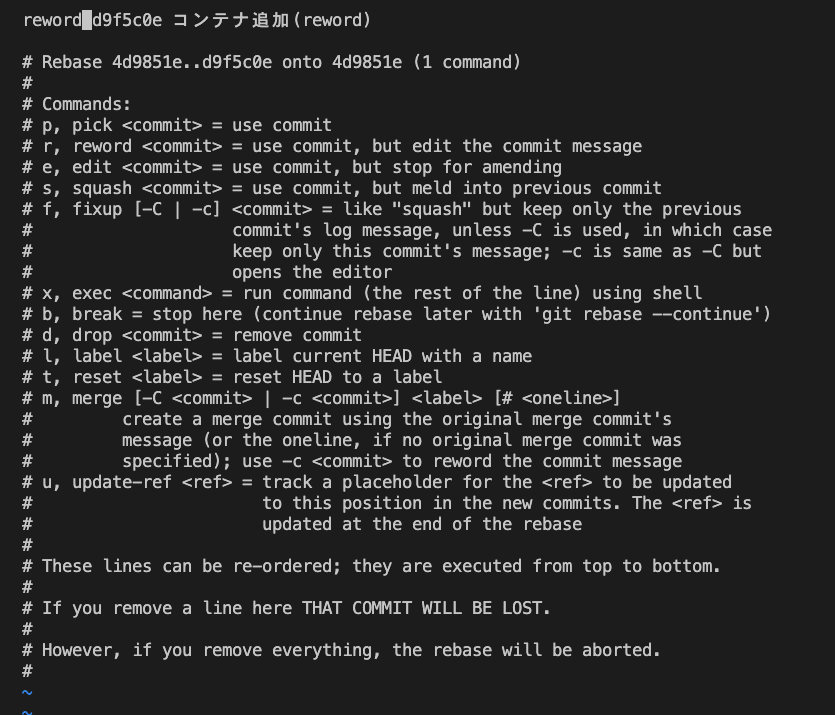 reword d9f5c0e コンテナ追加(reword)
# Rebase 4d9851e..d9f5c0e onto 4d9851e (1 command)
#
# Commands:
# p, pick <commit> = use commit
# r, reword <commit> = use commit, but edit the commit message
# e, edit <commit> = use commit, but stop for amending
# s, squash <commit> = use commit, but meld into previous commit
# f, fixup [-C | -c] <commit> = like "squash" but keep only the previous
#                    commit's log message, unless -C is used, in which case
#                    keep only this commit's message; -c is same as -C but
#                    opens the editor
# x, exec <command> = run command (the rest of the line) using shell
# b, break = stop here (continue rebase later with 'git rebase --continue')
# d, drop <commit> = remove commit
# l, label <label> = label current HEAD with a name
# t, reset <label> = reset HEAD to a label
# m, merge [-C <commit> | -c <commit>] <label> [# <oneline>]
#         create a merge commit using the original merge commit's
#         message (or the oneline, if no original merge commit was
#         specified); use -c <commit> to reword the commit message
# u, update-ref <ref> = track a placeholder for the <ref> to be updated
#                       to this position in the new commits. The <ref> is
#                       updated at the end of the rebase
#
# These lines can be re-ordered; they are executed from top to bottom.
#
# If you remove a line here THAT COMMIT WILL BE LOST.
#
# However, if you remove everything, the rebase will be aborted.
#
~
~